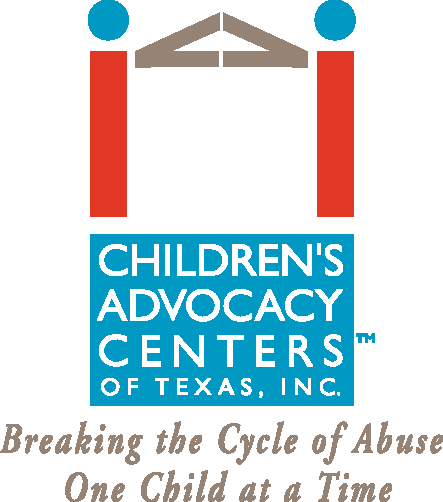 CHILDREN'S
ADVOCACY
CENTERS™
OF TEXAS, INC.
Breaking the Cycle of Abuse
One Child at a Time